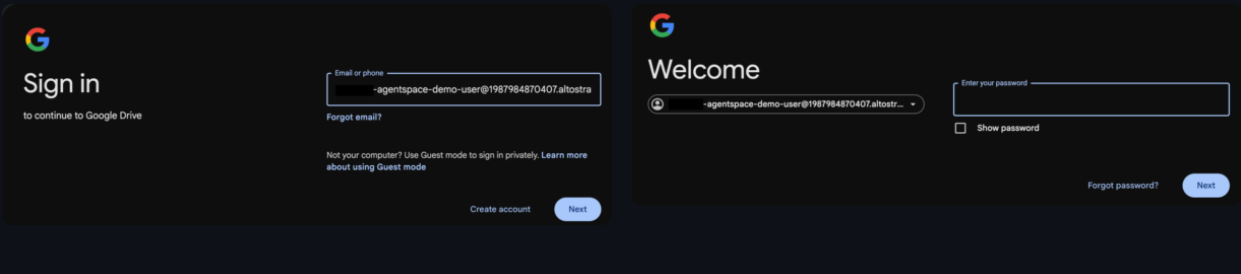 Sign in
to continue to Google Drive
Email or phone
-agentspace-demo-user@1987984870407.altostra
Forgot email?
Not your computer? Use Guest mode to sign in privately. Learn more
about using Guest mode
Create account
Next
Welcome
-agentspace-demo-user@1987984870407.altostr...
Enter your password
Show password
Forgot password?
Next